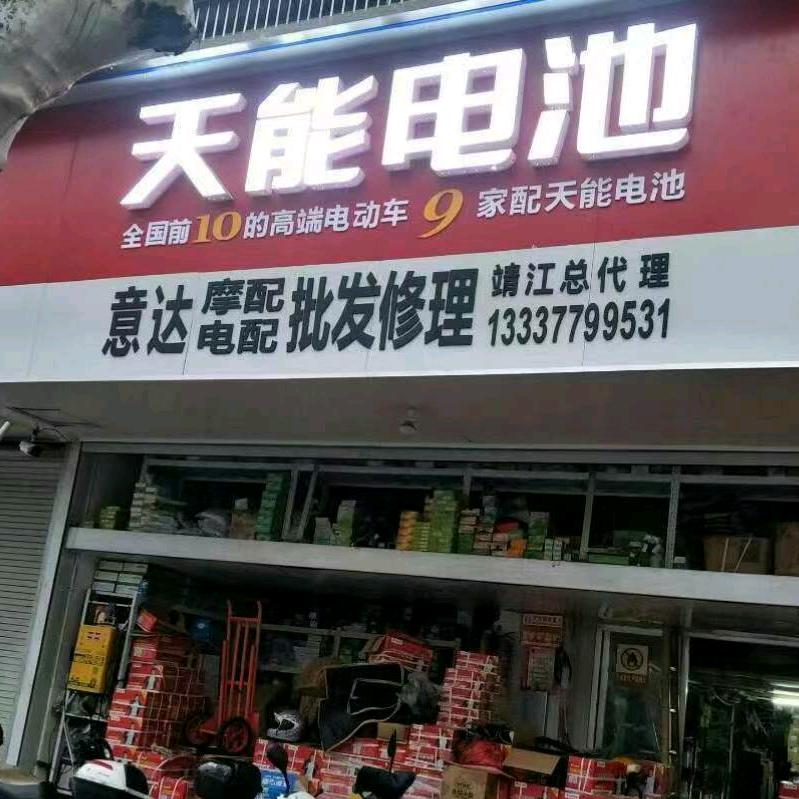 天能电池
全国前10的高端电动车9家配天能电池
意达 摩配 电配 批发修理 靖江总代理
13337799531